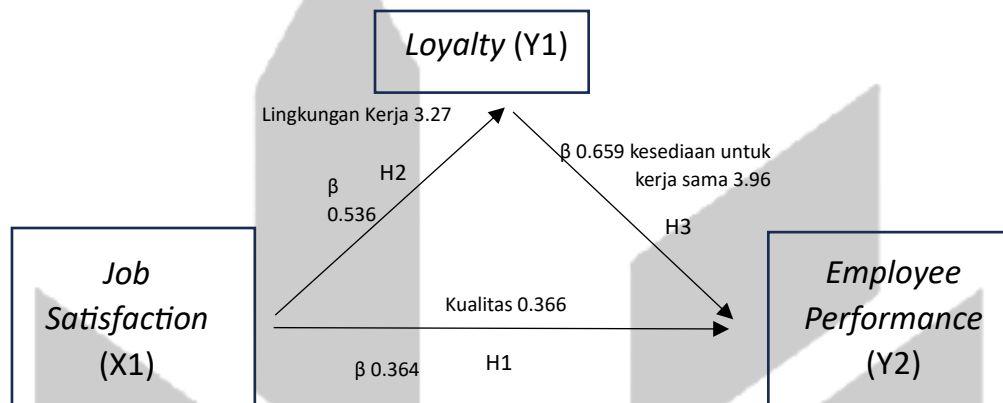 Loyalty (Y1)
Lingkungan Kerja 3.27
β 0.659 kesediaan untuk
kerja sama 3.96
H2
β
0.536
H3
Job
Satisfaction
(X1)
Kualitas 0.366
β 0.364
H1
Employee
Performance
(Y2)